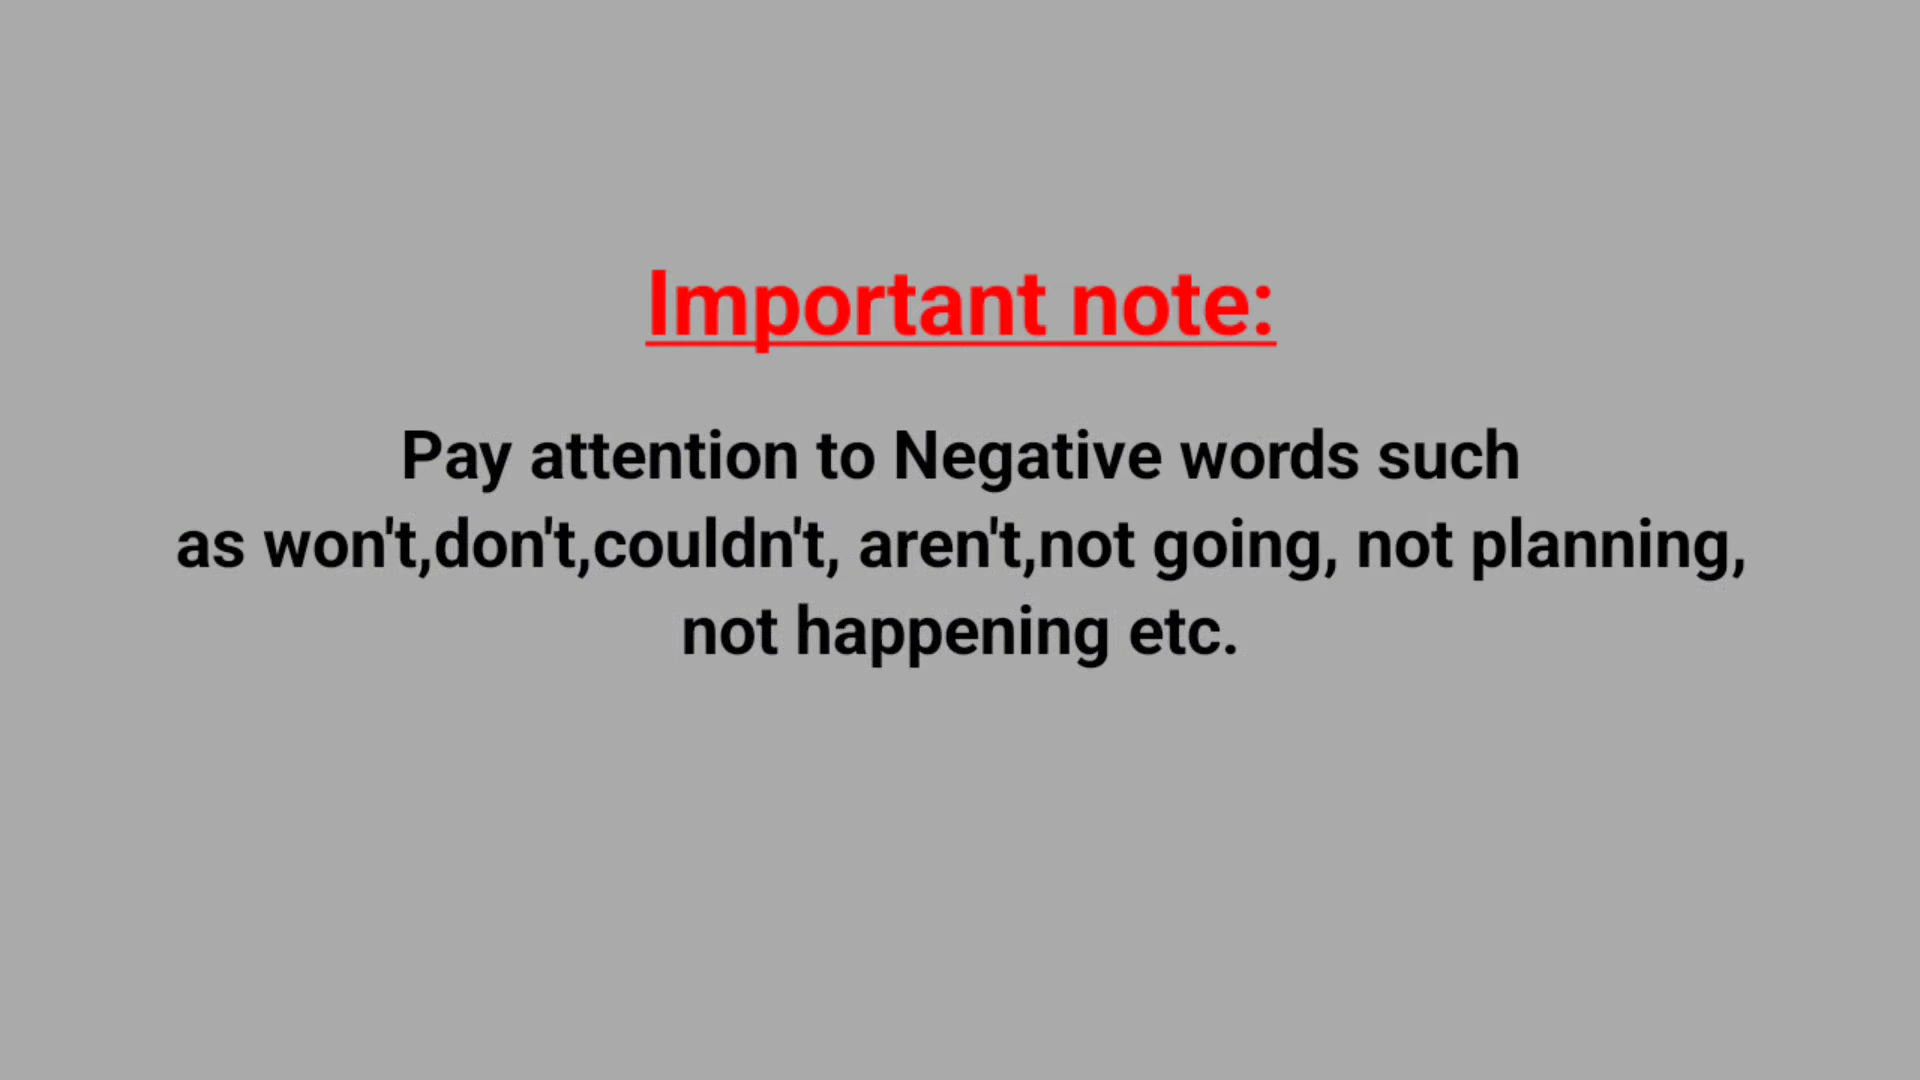 Important note:
Pay attention to Negative words such
as won't,don't,couldn't, aren't,not going, not planning,
not happening etc.